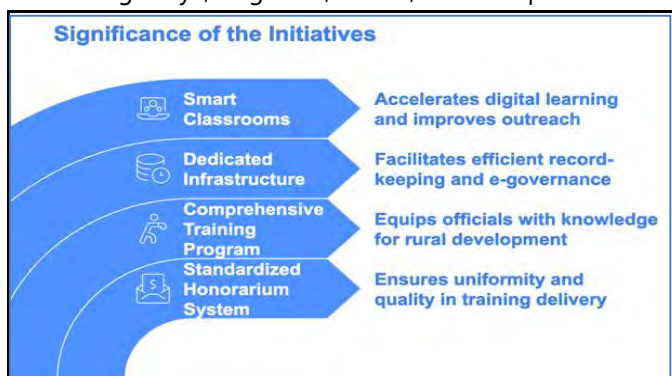 Significance of the Initiatives
Smart
Classrooms
Accelerates digital learning
and improves outreach
Dedicated
Infrastructure
Facilitates efficient record-
keeping and e-governance
Comprehensive
Training
Program
Equips officials with knowledge
for rural development
Standardized
Honorarium
System
Ensures uniformity and
quality in training delivery